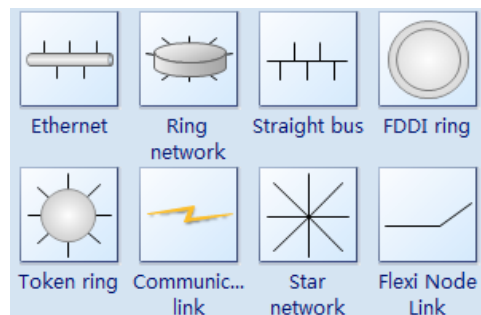 Ethernet
Ring
network
Straight bus
FDDI ring
Token ring
Communic...
link
Star
network
Flexi Node
Link